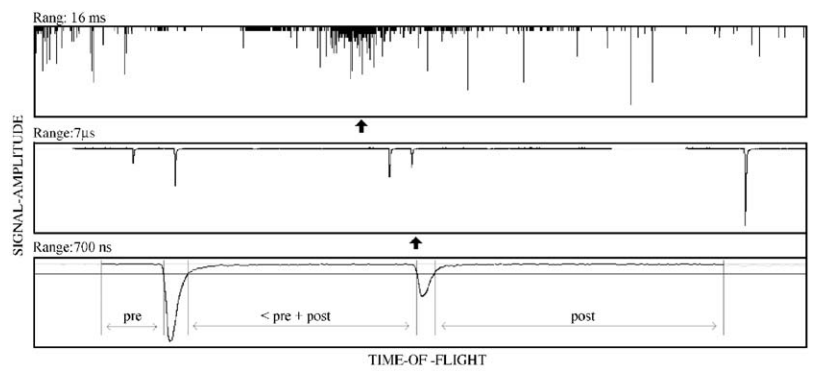 Rang: 16 ms
Range:7μs
Range:700 ns
pre
< pre + post
post
SIGNAL-AMPLITUDE
TIME-OF -FLIGHT